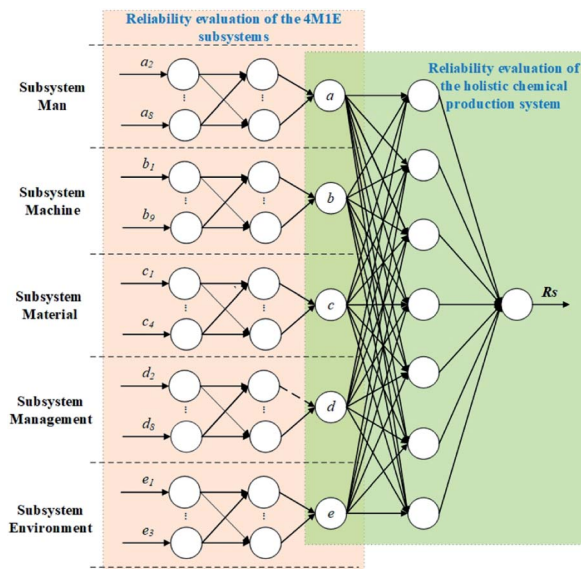 Reliability evaluation of the 4M1E
subsystems
Reliability evaluation of
the holistic chemical
production system
Subsystem
Man
a2
a8
a
Subsystem
Machine
b1
b9
b
Subsystem
Material
c1
c4
c
Rs
Subsystem
Management
d2
d8
d
Subsystem
Environment
e1
e3
e